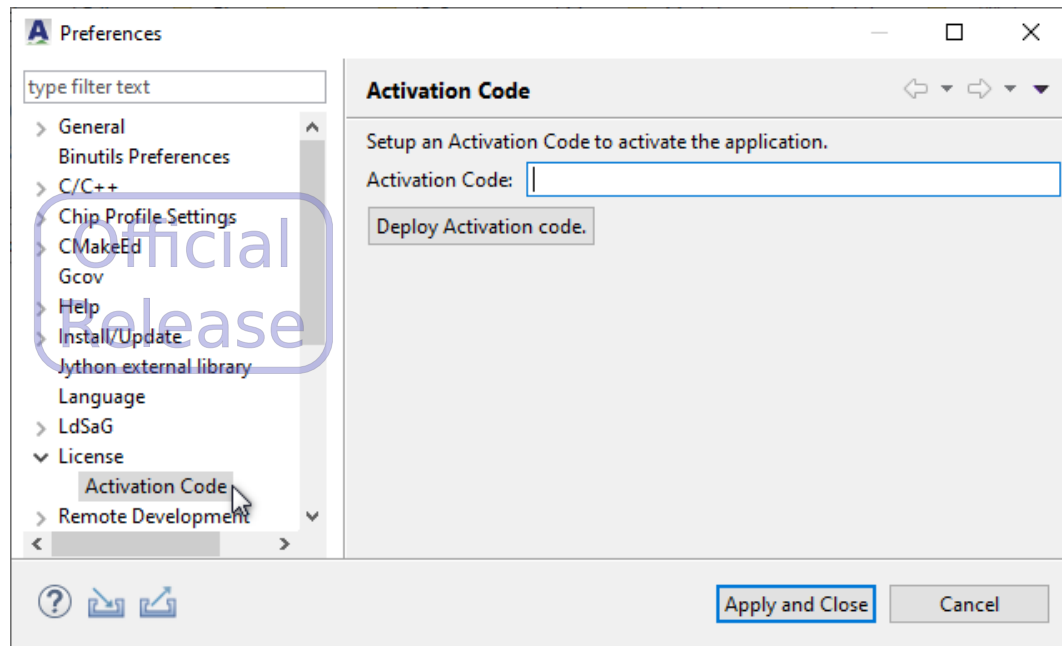 Preferences
type filter text
General
Binutils Preferences
C/C++
Chip Profile Settings
CMakeEd
Gcov
Help
Install/Update
Jython external library
Language
LdSaG
License
Activation Code
Remote Development
Official
Release
Activation Code
Setup an Activation Code to activate the application.
Activation Code:
Deploy Activation code.
Apply and Close
Cancel